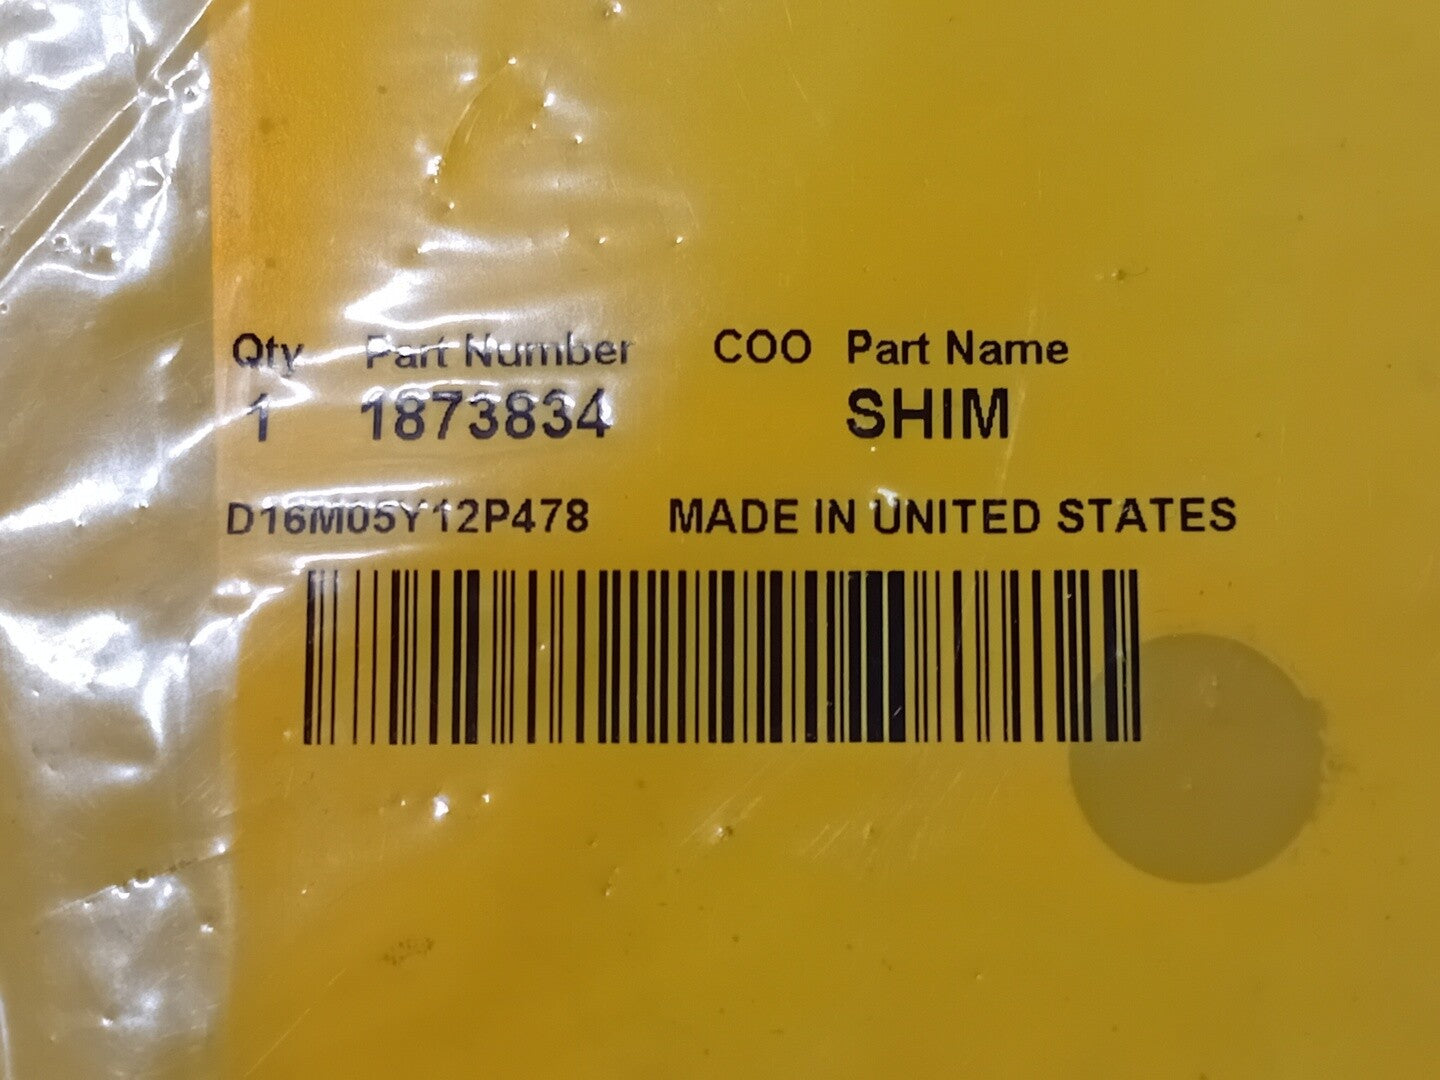 Qty Part Number COO Part Name
1 1873834 SHIM
D16M05Y12P478 MADE IN UNITED STATES